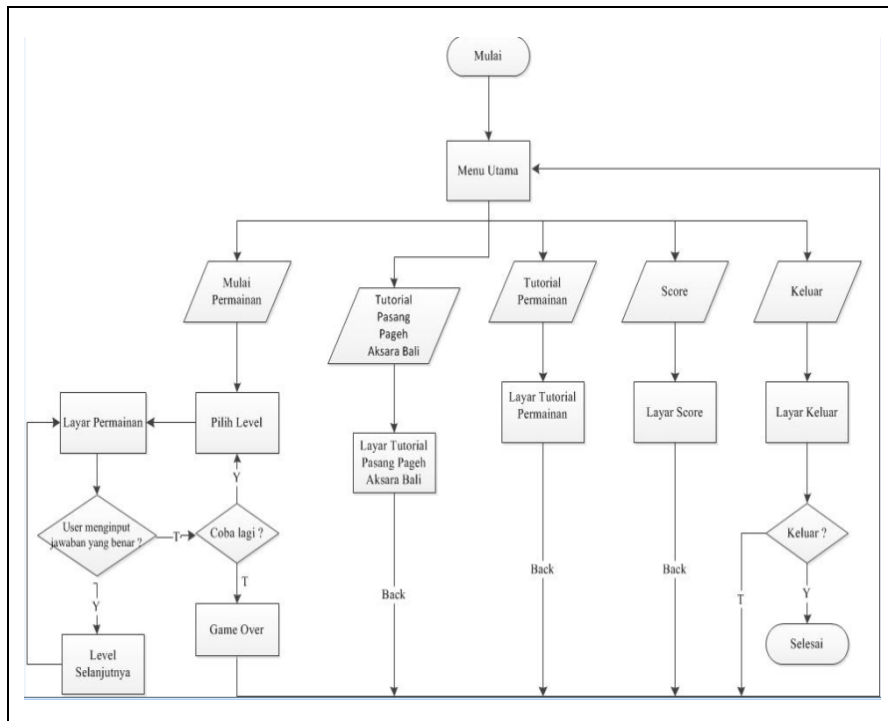 Mulai
Menu Utama
Mulai
Permainan
Tutorial
Pasang
Pageh
Aksara Bali
Tutorial
Permainan
Score
Keluar
Layar Permainan
Pilih Level
Layar Tutorial
Pasang Pageh
Aksara Bali
Layar Tutorial
Permainan
Layar Score
Layar Keluar
Y
User menginput
jawaban yang benar ?
T
Coba lagi ?
Keluar ?
T
Y
Back
Back
Back
T
Y
Level
Selanjutnya
Game Over
Selesai